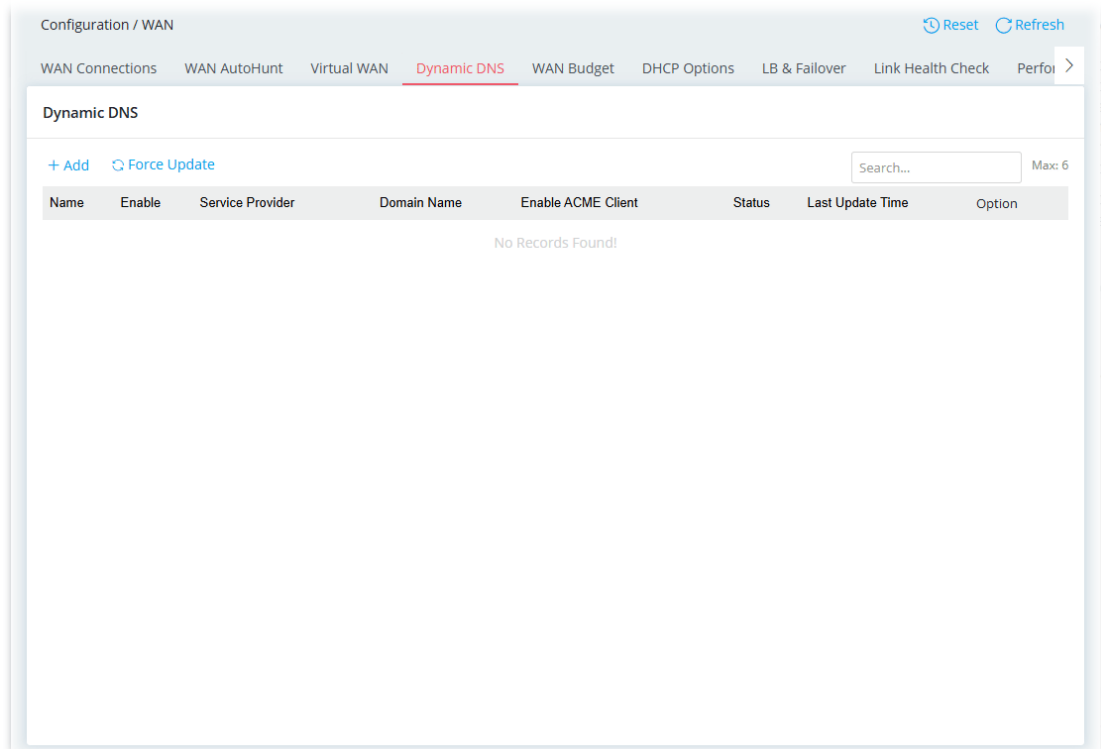 Configuration / WAN Reset Refresh
WAN Connections WAN AutoHunt Virtual WAN Dynamic DNS WAN Budget DHCP Options LB & Failover Link Health Check
Dynamic DNS
+ Add Force Update Search... Max: 6
Name Enable Service Provider Domain Name Enable ACME Client Status Last Update Time Option
No Records Found!